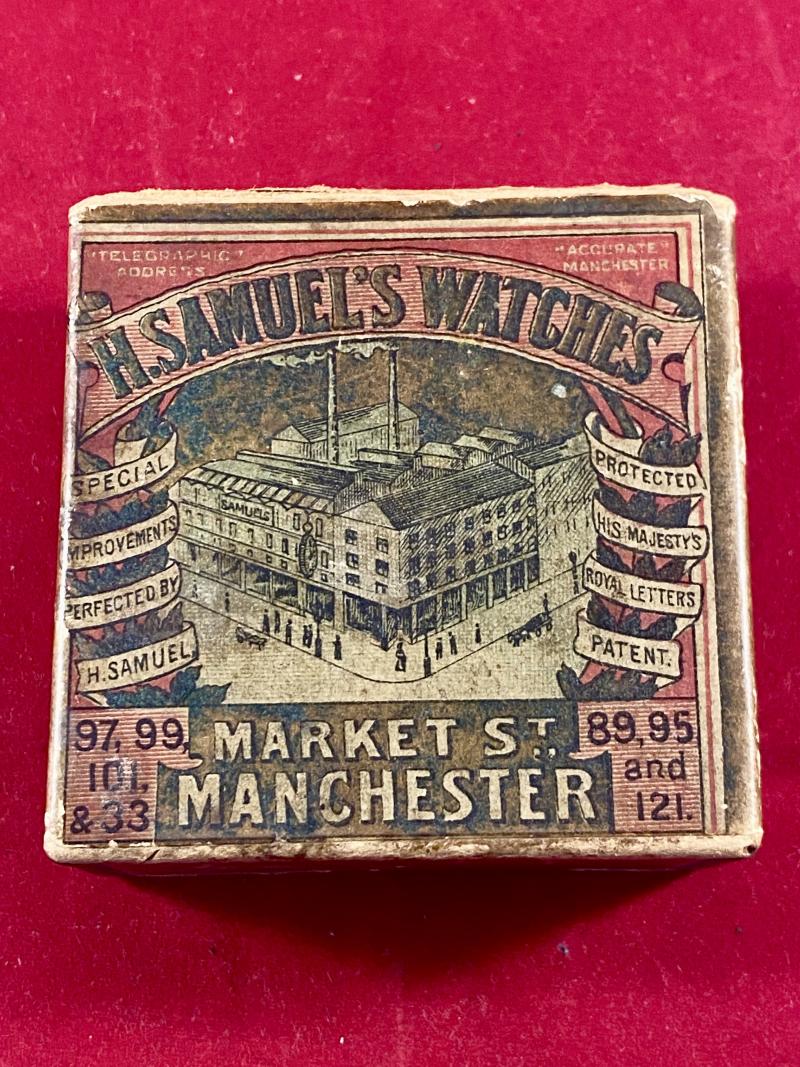 "TELEGRAPHIC"
ADDRESS
"ACCURATE"
MANCHESTER
H. SAMUEL'S WATCHES
SAMUELS
SPECIAL
IMPROVEMENTS
PERFECTED BY
H. SAMUEL
PROTECTED
HIS MAJESTY'S
ROYAL LETTERS
PATENT.
97, 99,
101,
& 33
MARKET ST.,
MANCHESTER
89, 95
and
121.